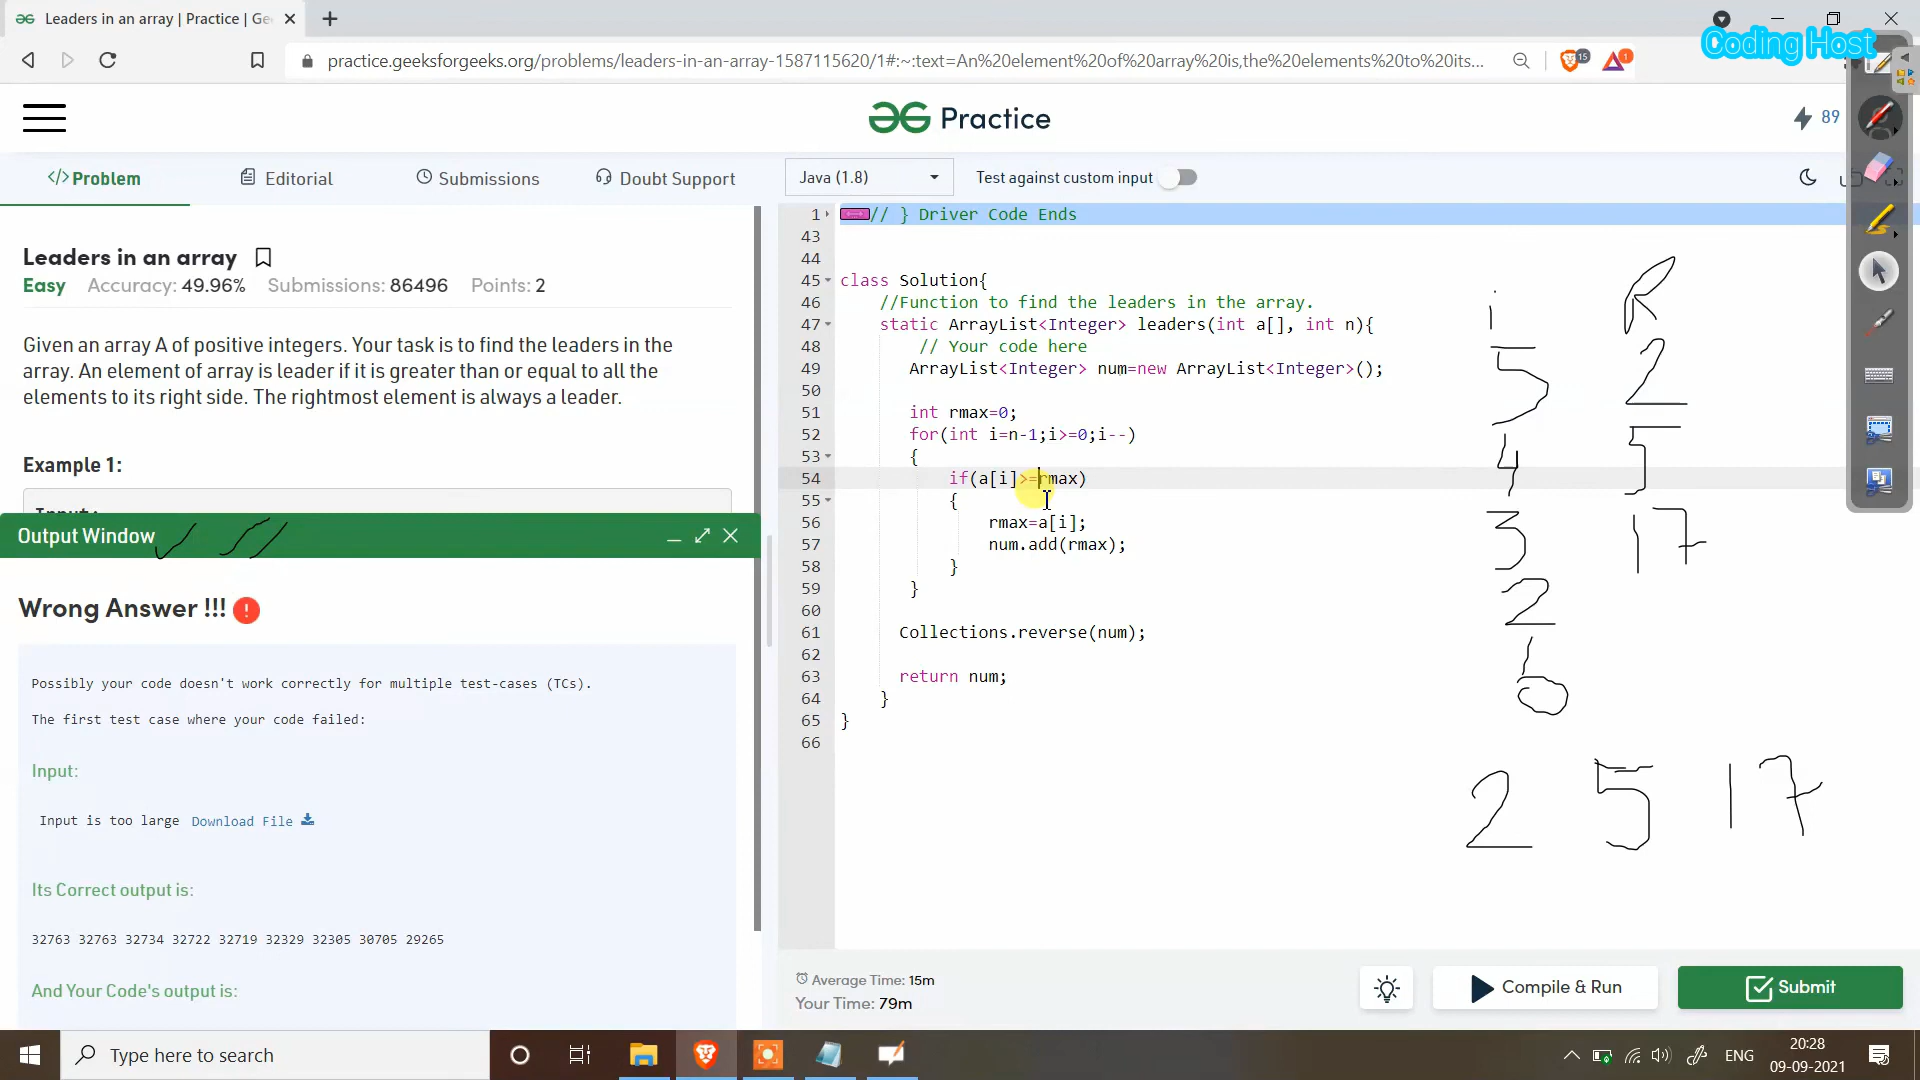 Leaders in an array | Practice | Ge
Coding Host
practice.geeksforgeeks.org/problems/leaders-in-an-array-1587115620/1#:~:text=An%20element%20of%20array%20is,the%20elements%20to%20its...
15
1
Practice
89
</>Problem
Editorial
Submissions
Doubt Support
Java (1.8)
Test against custom input
Leaders in an array
Easy Accuracy: 49.96% Submissions: 86496 Points: 2
Given an array A of positive integers. Your task is to find the leaders in the
array. An element of array is leader if it is greater than or equal to all the
elements to its right side. The rightmost element is always a leader.
Example 1:
Output Window
Wrong Answer !!!
Possibly your code doesn't work correctly for multiple test-cases (TCs).
The first test case where your code failed:
Input:
Input is too large Download File
Its Correct output is:
32763 32763 32734 32722 32719 32329 32305 30705 29265
And Your Code's output is:
1 // } Driver Code Ends
43
44
45 class Solution{
46 //Function to find the leaders in the array.
47 static ArrayList<Integer> leaders(int a[], int n){
48 // Your code here
49 ArrayList<Integer> num=new ArrayList<Integer>();
50
51 int rmax=0;
52 for(int i=n-1;i>=0;i--)
53 {
54 if(a[i]>=rmax)
55 {
56 rmax=a[i];
57 num.add(rmax);
58 }
59 }
60
61 Collections.reverse(num);
62
63 return num;
64 }
65 }
66
i R
5 2
4 5
3 17
2
1
0
2 5 17
Average Time: 15m
Your Time: 79m
Compile & Run
Submit
Type here to search
ENG
20:28
09-09-2021